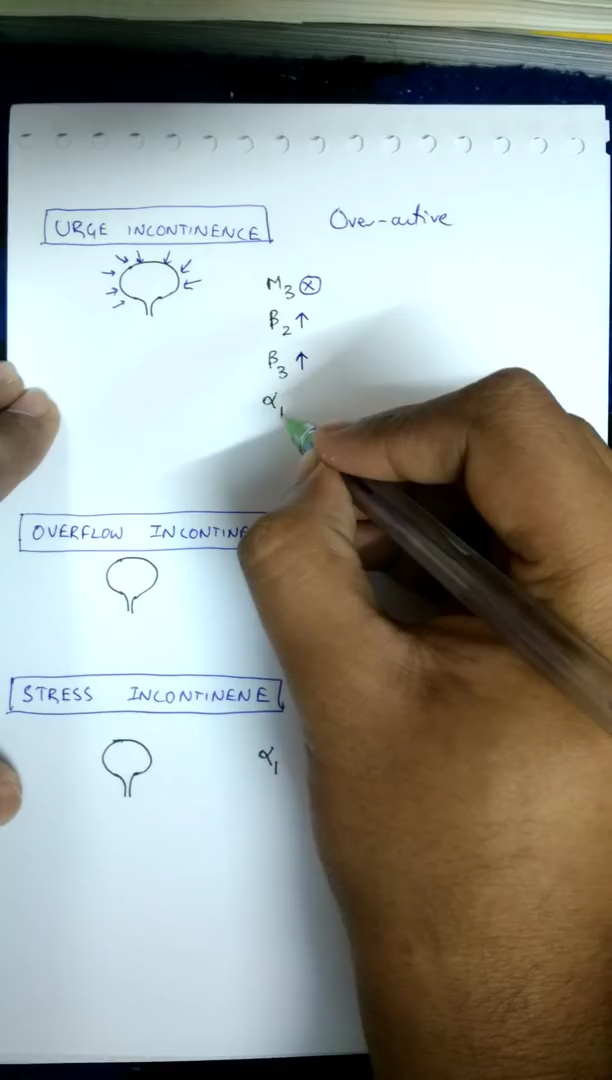 URGE INCONTINENCE
Over-active
M3 ⓧ
β2 ↑
β3 ↑
α1
OVERFLOW INCONTINE
STRESS INCONTINENE
α1